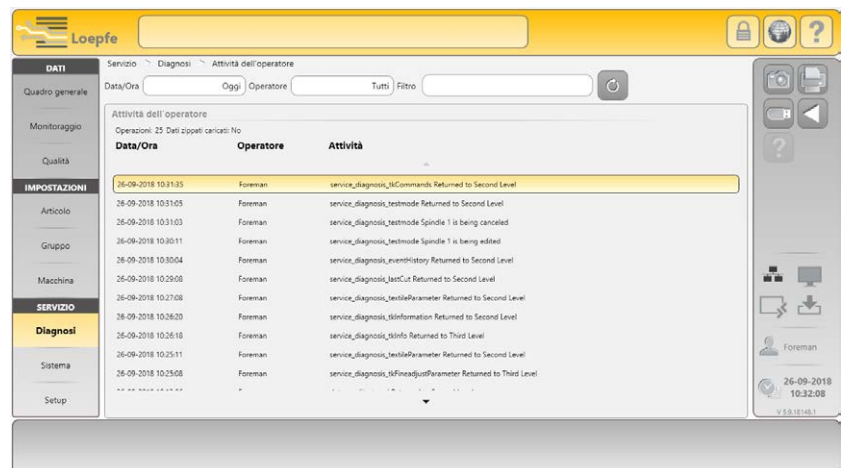 Loepfe
?
DATI
Quadro generale
Monitoraggio
Qualità
IMPOSTAZIONI
Articolo
Gruppo
Macchina
SERVIZIO
Diagnosi
Sistema
Setup
Servizio Diagnosi Attività dell'operatore
Data/Ora Oggi Operatore Tutti Filtro
Attività dell'operatore
Operazioni: 25 Dati zippati caricati: No
Data/Ora Operatore Attività
26-09-2018 10:31:35 Foreman service_diagnosis_tkCommands Returned to Second Level
26-09-2018 10:31:05 Foreman service_diagnosis_testmode Returned to Second Level
26-09-2018 10:31:03 Foreman service_diagnosis_testmode Spindle 1 is being canceled
26-09-2018 10:30:11 Foreman service_diagnosis_testmode Spindle 1 is being edited
26-09-2018 10:30:04 Foreman service_diagnosis_eventHistory Returned to Second Level
26-09-2018 10:29:08 Foreman service_diagnosis_lastCut Returned to Second Level
26-09-2018 10:27:08 Foreman service_diagnosis_textileParameter Returned to Second Level
26-09-2018 10:26:20 Foreman service_diagnosis_tkInformation Returned to Second Level
26-09-2018 10:26:18 Foreman service_diagnosis_tkInfo Returned to Third Level
26-09-2018 10:25:11 Foreman service_diagnosis_textileParameter Returned to Second Level
26-09-2018 10:25:08 Foreman service_diagnosis_tkFineadjustParameter Returned to Third Level
?
Foreman
26-09-2018
10:32:08
V 5.9.18148.1